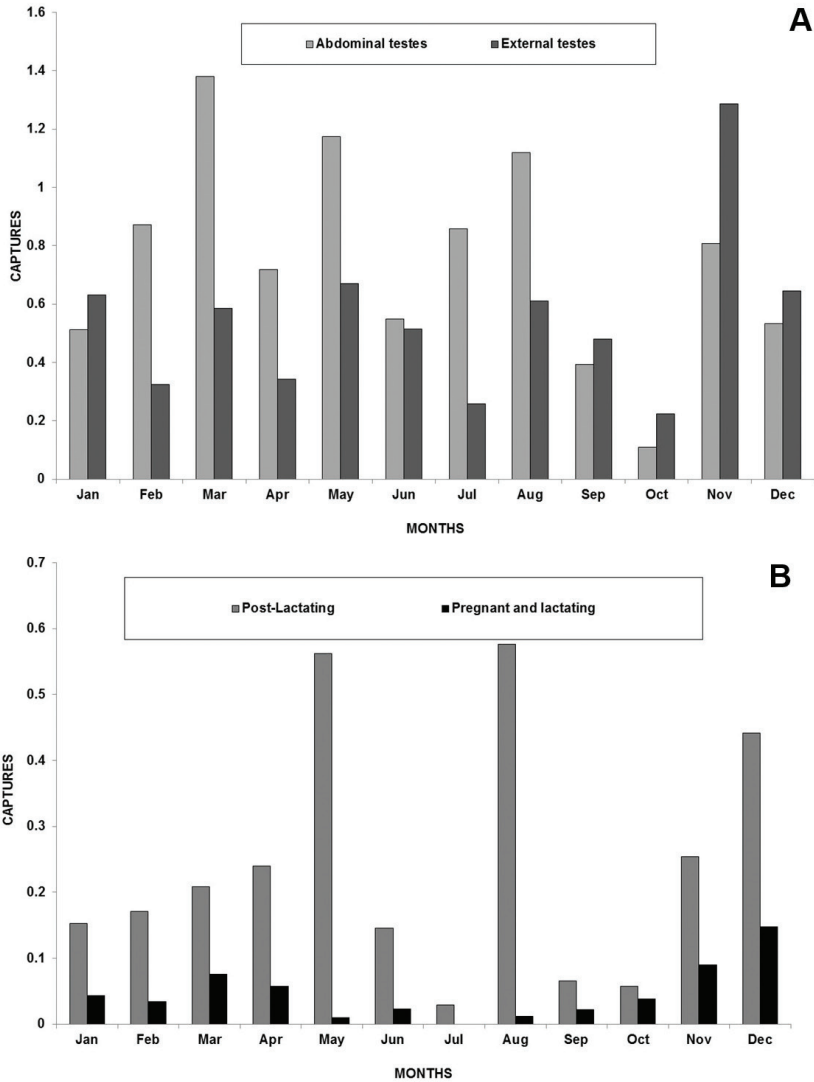 A
Abdominal testes External testes
CAPTURES
1.6
1.4
1.2
1
0.8
0.6
0.4
0.2
0
Jan Feb Mar Apr May Jun Jul Aug Sep Oct Nov Dec
MONTHS
B
Post-Lactating Pregnant and lactating
CAPTURES
0.7
0.6
0.5
0.4
0.3
0.2
0.1
0
Jan Feb Mar Apr May Jun Jul Aug Sep Oct Nov Dec
MONTHS